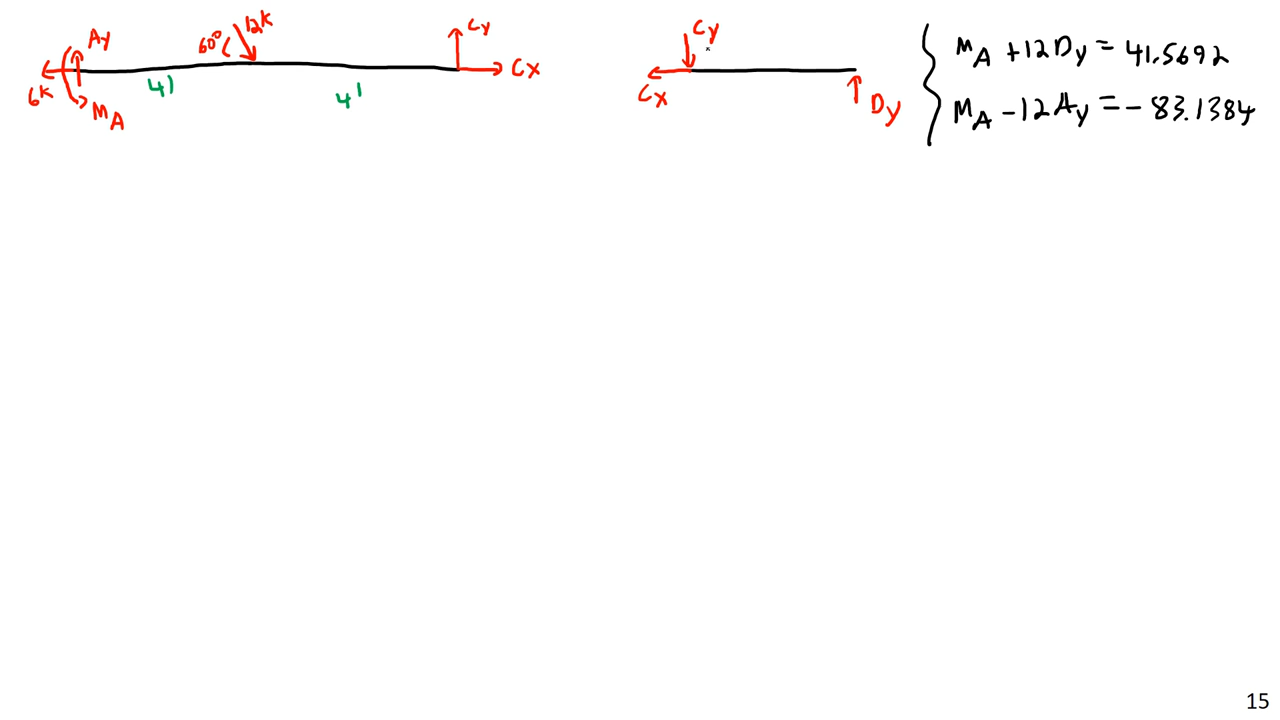 Ay 60° 12k Cy
6k MA 4' 4' Cx
Cy
Cx Dy
MA + 12Dy = 41.5692
MA - 12Ay = - 83.1384
15